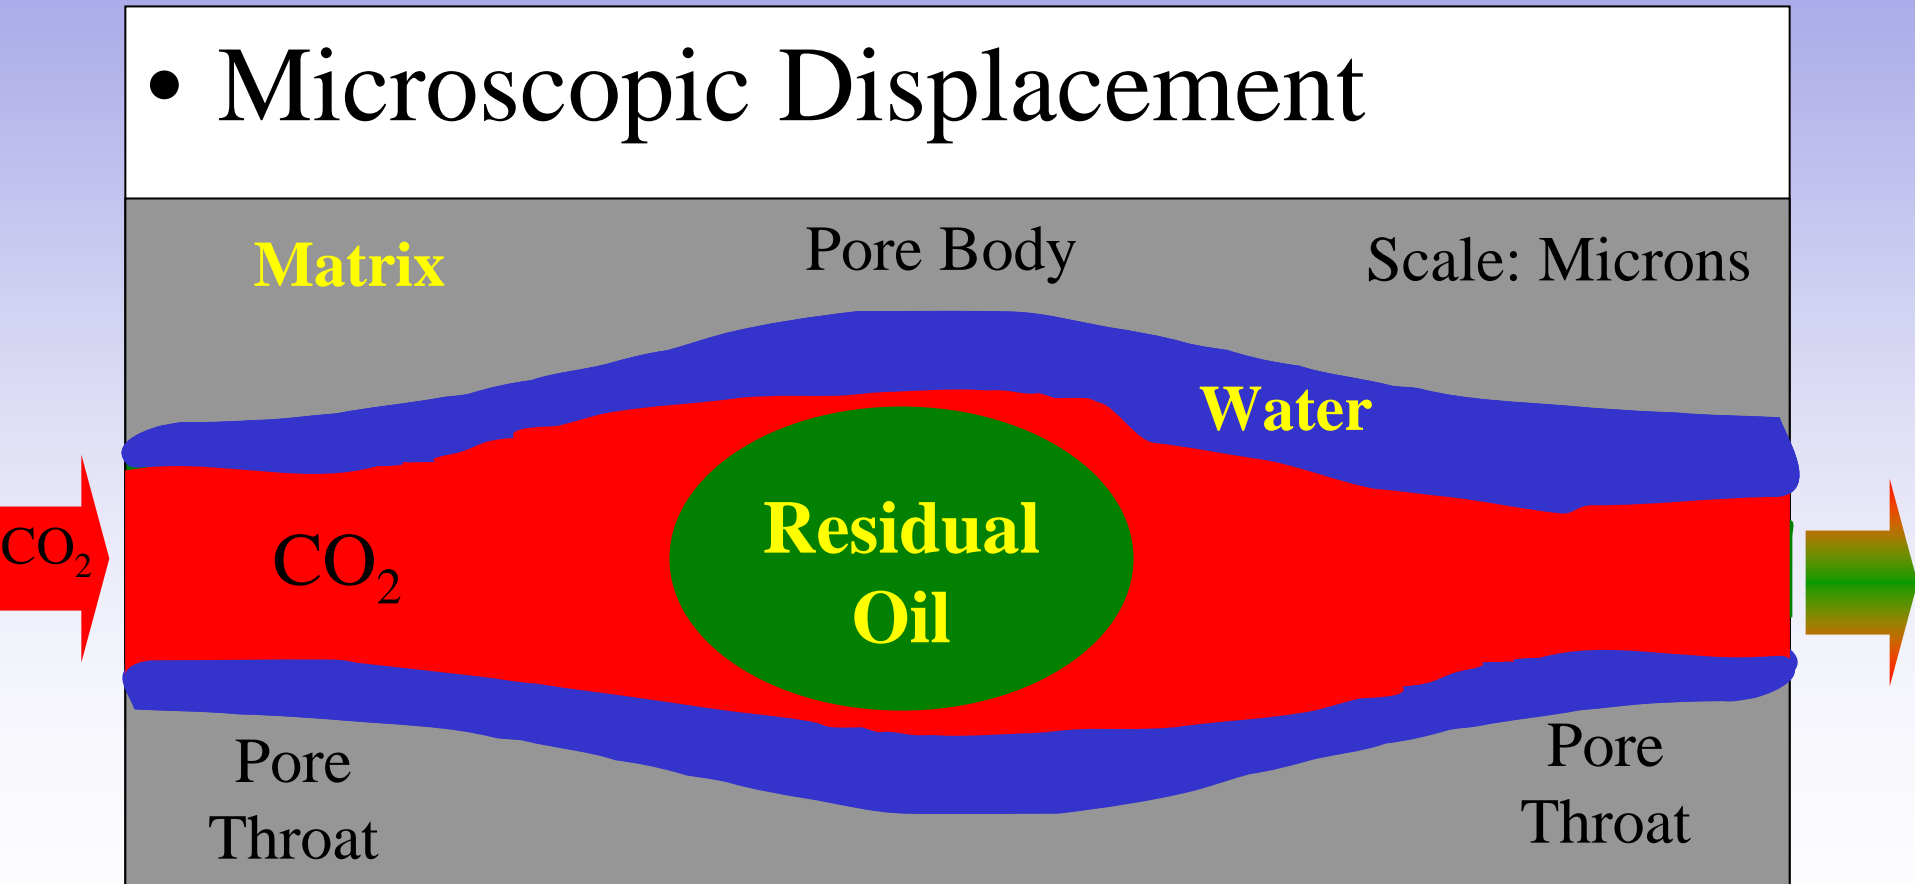 • Microscopic Displacement
Matrix
Pore Body
Scale: Microns
Water
CO₂
CO₂
Residual
Oil
Pore
Throat
Pore
Throat